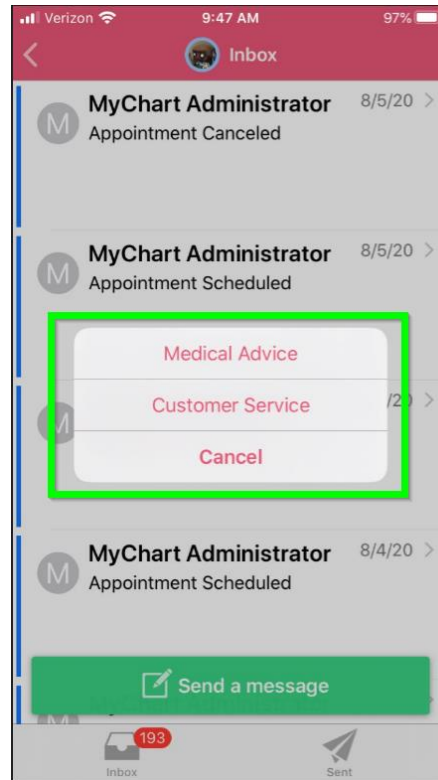 Verizon 9:47 AM 97%
Inbox
MyChart Administrator 8/5/20
Appointment Canceled
M
MyChart Administrator 8/5/20
Appointment Scheduled
M
Medical Advice
Customer Service
/20
M
Cancel
MyChart Administrator 8/4/20
Appointment Scheduled
M
Send a message
193
Inbox Sent